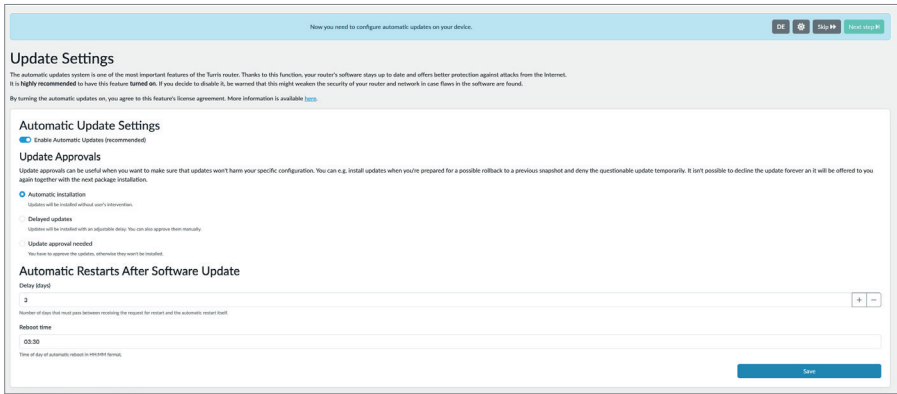 Now you need to configure automatic updates on your device.
DE
Skip
Next step
Update Settings
The automatic updates system is one of the most important features of the Turris router. Thanks to this function, your router's software stays up to date and offers better protection against attacks from the Internet.
It is highly recommended to have this feature turned on. If you decide to disable it, be warned that this might weaken the security of your router and network in case flaws in the software are found.
By turning the automatic updates on, you agree to this feature's license agreement. More information is available here.
Automatic Update Settings
Enable Automatic Updates (recommended)
Update Approvals
Update approvals can be useful when you want to make sure that updates won't harm your specific configuration. You can e.g. install updates when you're prepared for a possible rollback to a previous snapshot and deny the questionable update temporarily. It isn't possible to decline the update forever an it will be offered to you
again together with the next package installation.
Automatic installation
Updates will be installed without user's intervention.
Delayed updates
Updates will be installed with an adjustable delay. You can also approve them manually.
Update approval needed
You have to approve the updates, otherwise they won't be installed.
Automatic Restarts After Software Update
Delay (days)
3
+ −
Number of days that must pass between receiving the request for restart and the automatic restart itself.
Reboot time
03:30
Time of day of automatic reboot in HH:MM format.
Save